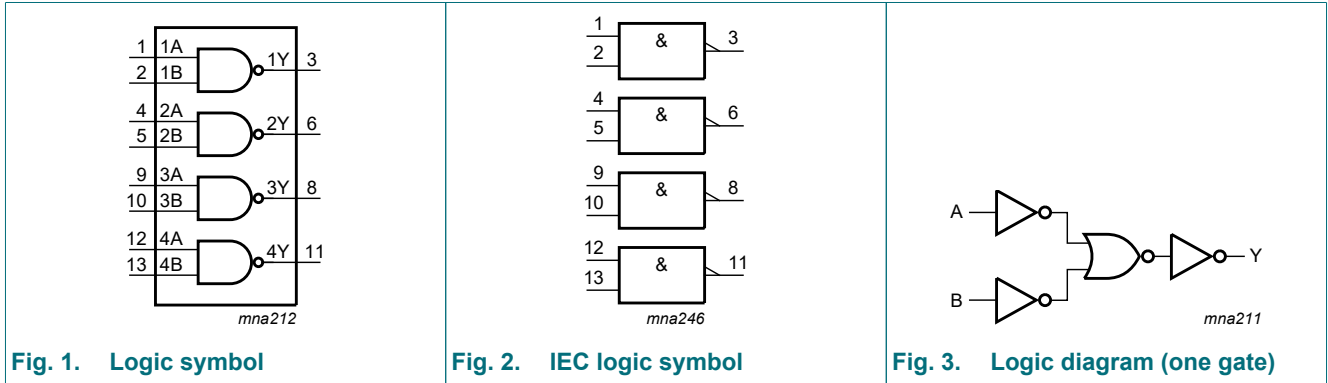 1 1A
1Y 3
2 1B
4 2A
2Y 6
5 2B
9 3A
3Y 8
10 3B
12 4A
4Y 11
13 4B
mna212
Fig. 1. Logic symbol
1
& 3
2
4
& 6
5
9
& 8
10
12
& 11
13
mna246
Fig. 2. IEC logic symbol
A
Y
B
mna211
Fig. 3. Logic diagram (one gate)